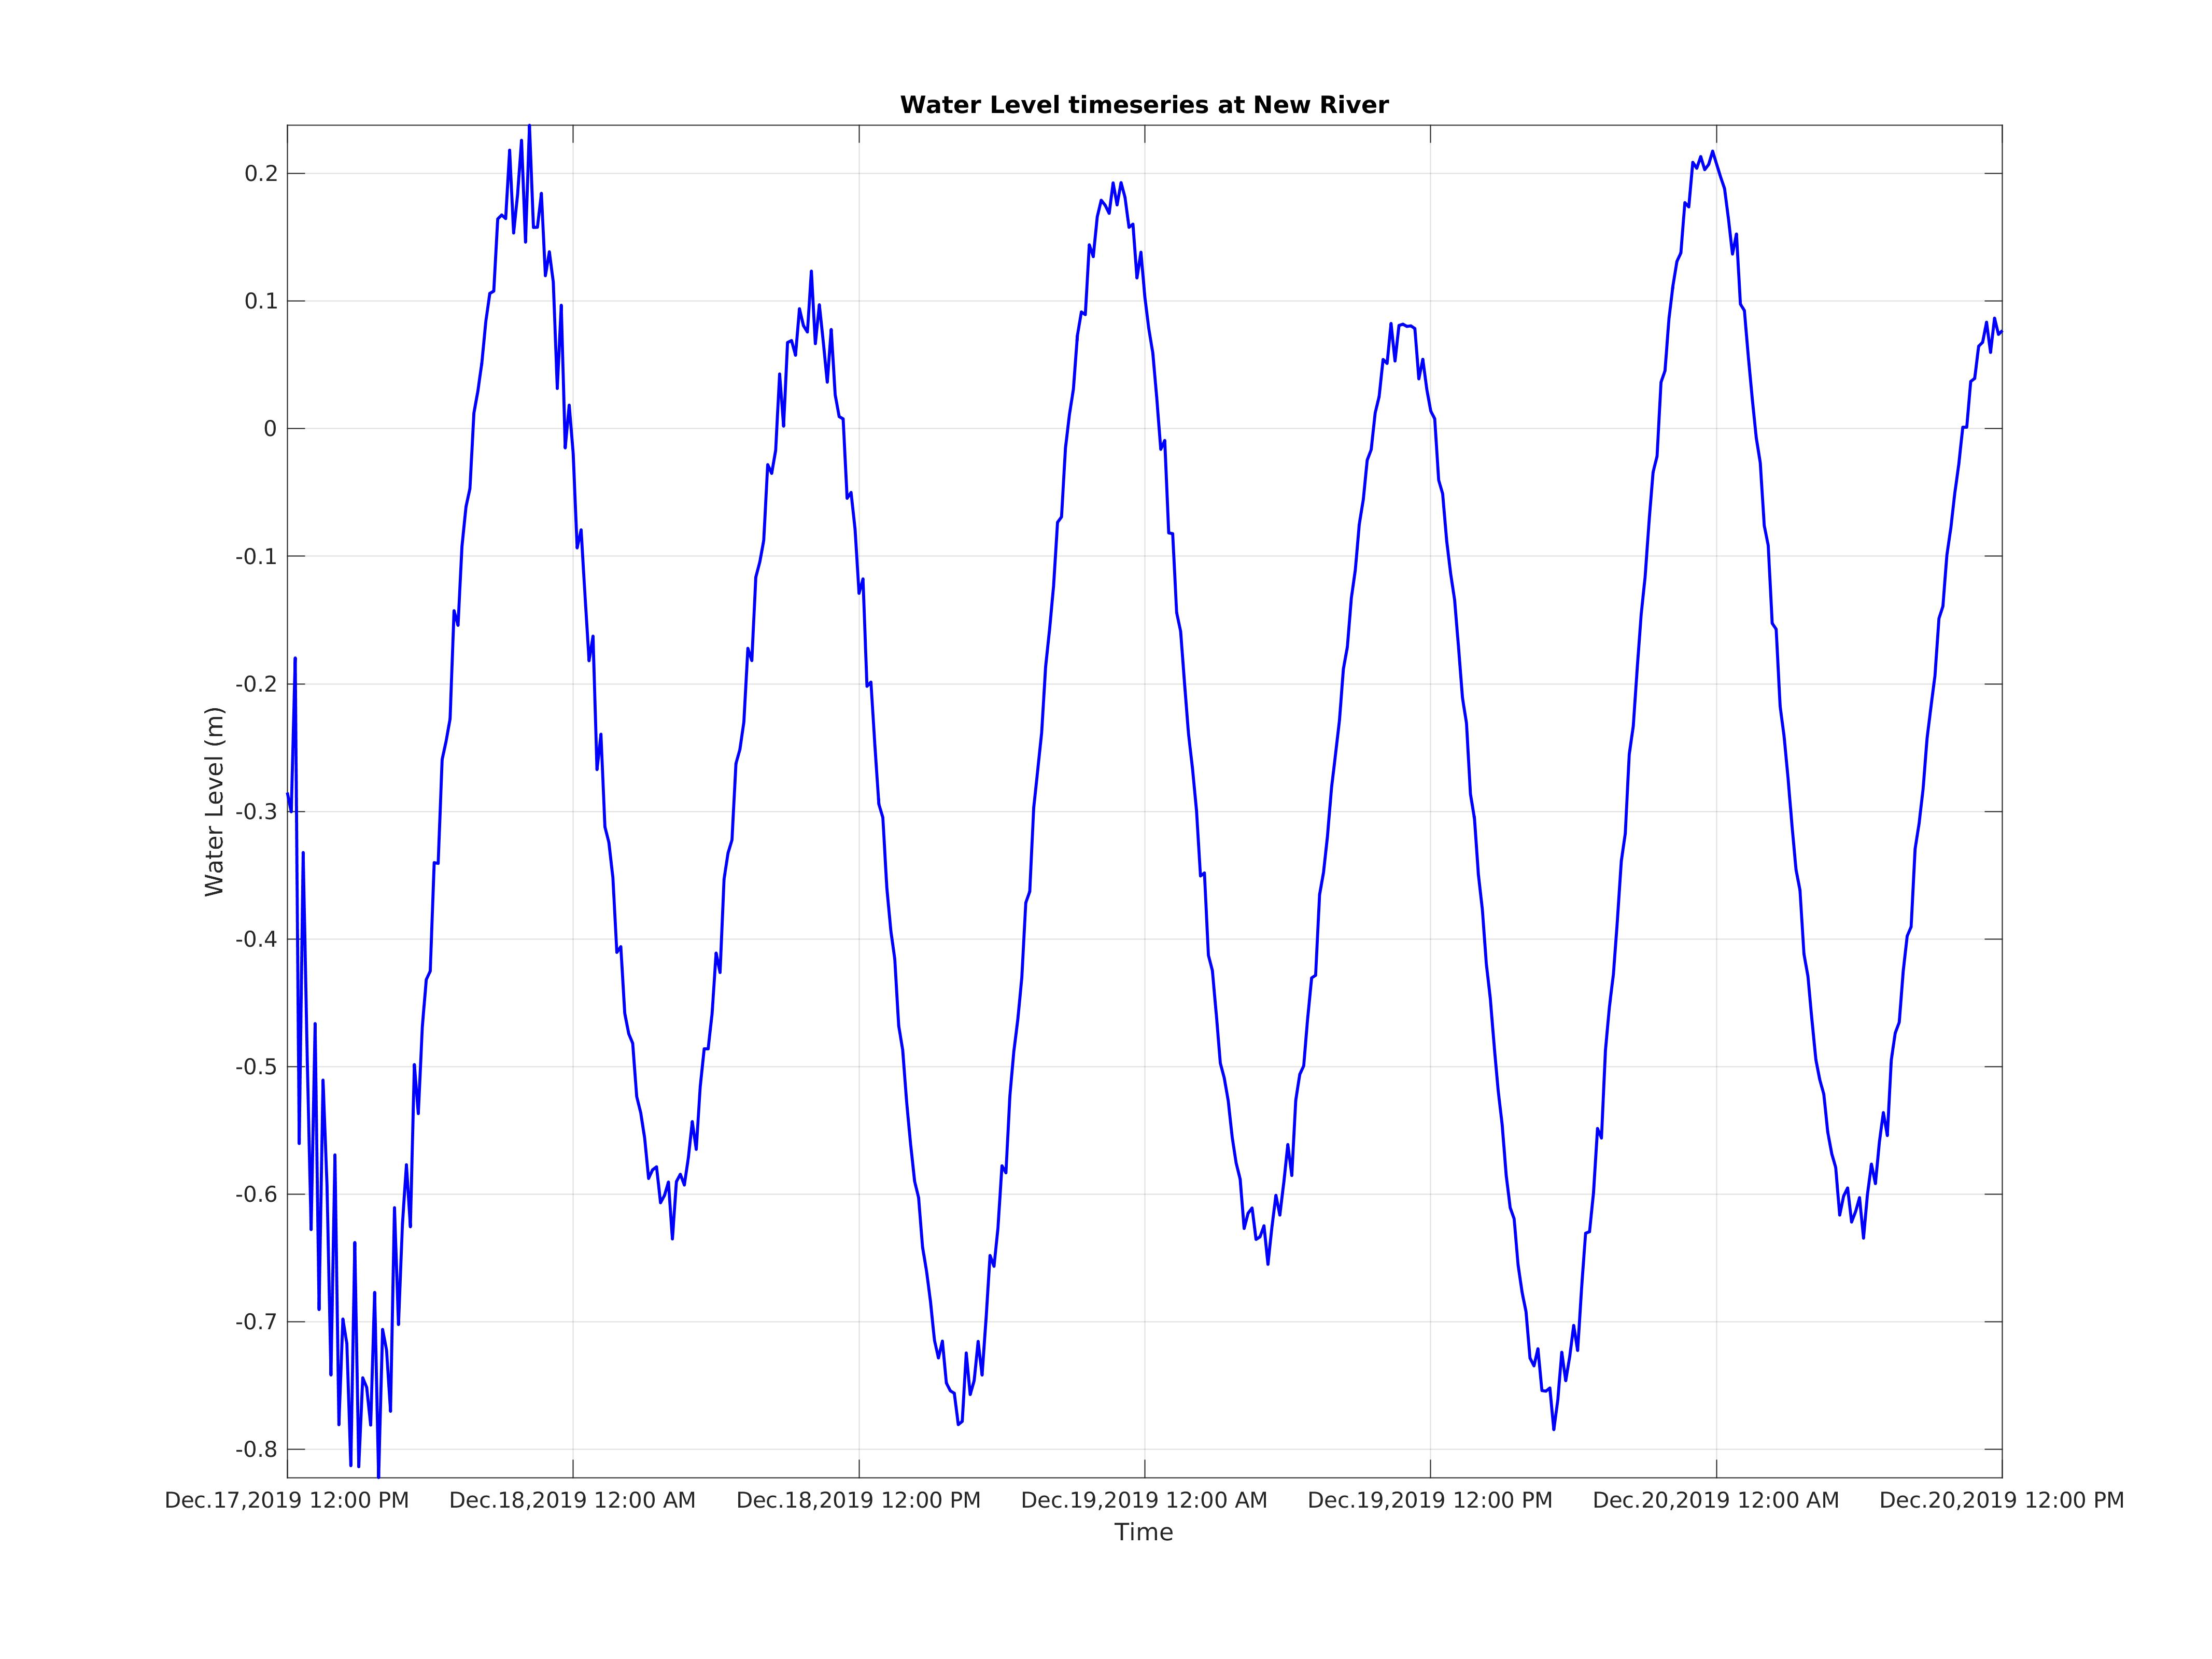 Water Level timeseries at New River
0.2
0.1
0
-0.1
-0.2
-0.3
-0.4
-0.5
-0.6
-0.7
-0.8
Water Level (m)
Dec.17,2019 12:00 PM
Dec.18,2019 12:00 AM
Dec.18,2019 12:00 PM
Dec.19,2019 12:00 AM
Dec.19,2019 12:00 PM
Dec.20,2019 12:00 AM
Dec.20,2019 12:00 PM
Time